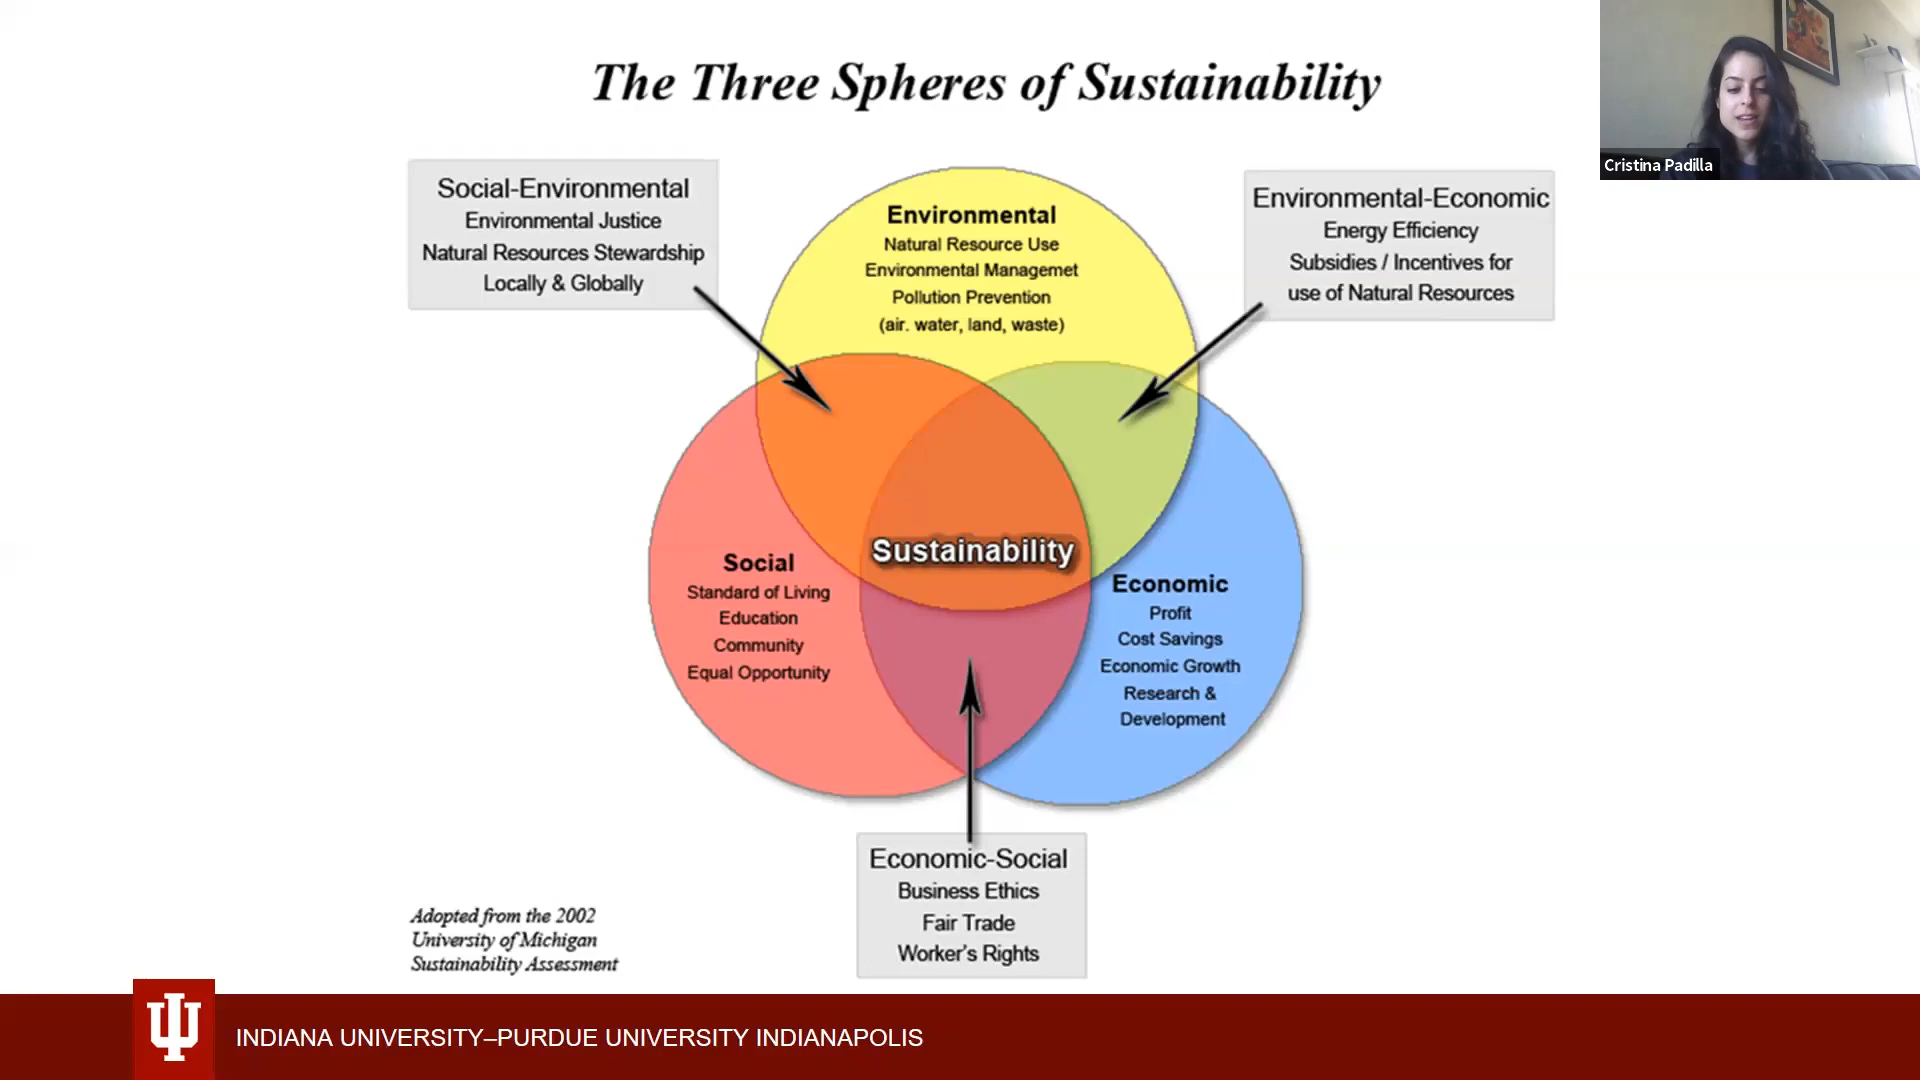 The Three Spheres of Sustainability
Cristina Padilla
Social-Environmental
Environmental Justice
Natural Resources Stewardship
Locally & Globally
Environmental
Natural Resource Use
Environmental Managemet
Pollution Prevention
(air. water, land, waste)
Environmental-Economic
Energy Efficiency
Subsidies / Incentives for
use of Natural Resources
Sustainability
Social
Standard of Living
Education
Community
Equal Opportunity
Economic
Profit
Cost Savings
Economic Growth
Research &
Development
Economic-Social
Business Ethics
Fair Trade
Worker's Rights
Adopted from the 2002
University of Michigan
Sustainability Assessment
INDIANA UNIVERSITY–PURDUE UNIVERSITY INDIANAPOLIS